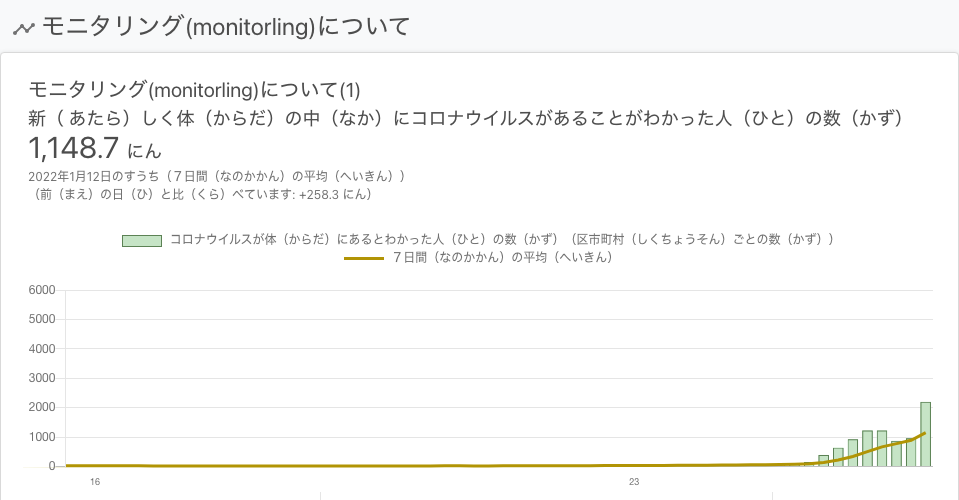 モニタリング(monitorling)について
モニタリング(monitorling)について(1)
新（ あたら）しく体（からだ）の中（なか）にコロナウイルスがあることがわかった人（ひと）の数（かず）
1,148.7 にん
2022年1月12日のすうち（７日間（なのかかん）の平均（へいきん））
（前（まえ）の日（ひ）と比（くら）べています: +258.3 にん）
コロナウイルスが体（からだ）にあるとわかった人（ひと）の数（かず）（区市町村（しくちょうそん）ごとの数（かず））
７日間（なのかかん）の平均（へいきん）
6000
5000
4000
3000
2000
1000
0
16
23